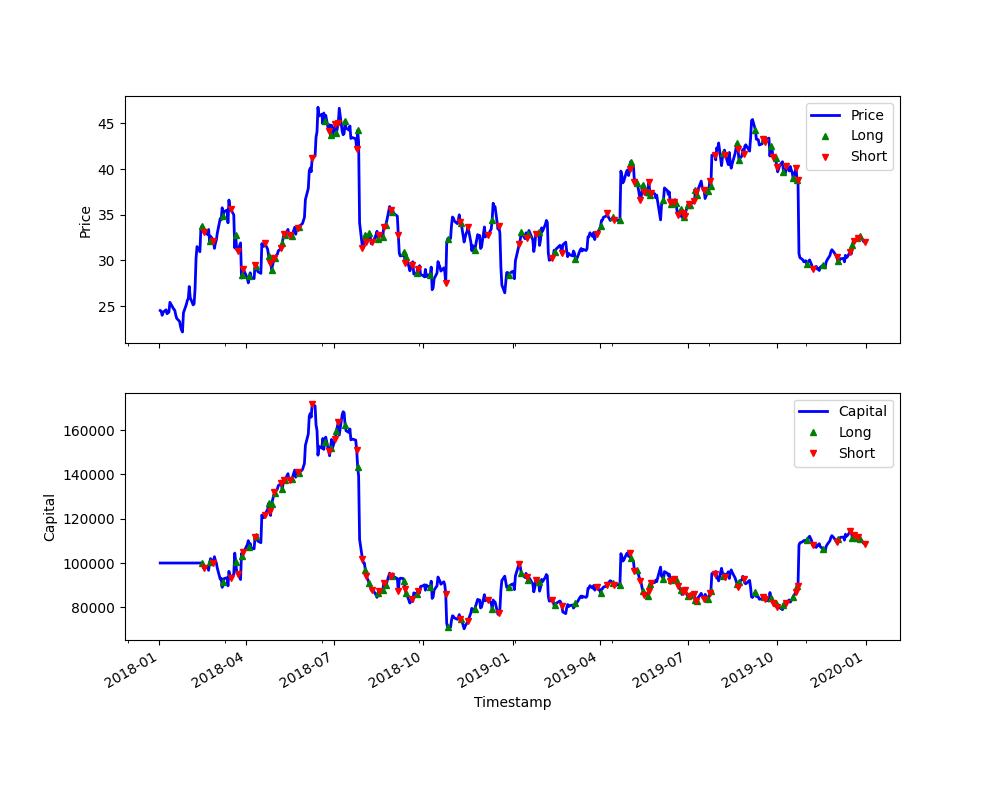 45
40
35
30
25
Price
Price
Long
Short
160000
140000
120000
100000
80000
Capital
Capital
Long
Short
2018-01
2018-04
2018-07
2018-10
2019-01
2019-04
2019-07
2019-10
2020-01
Timestamp